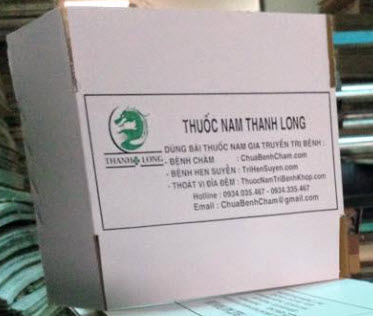 THUỐC NAM THANH LONG
THANH LONG
DÙNG BÀI THUỐC NAM GIA TRUYỀN TRỊ BỆNH :
- BỆNH CHÀM : ChuaBenhCham.com
- BỆNH HEN SUYỄN : TriHenSuyen.com
- THOÁT VỊ ĐĨA ĐỆM : ThuocNamTriBenhKhop.com
Hotline : 0934.035.467 - 0934.335.467
Email : ChuaBenhCham@gmail.com